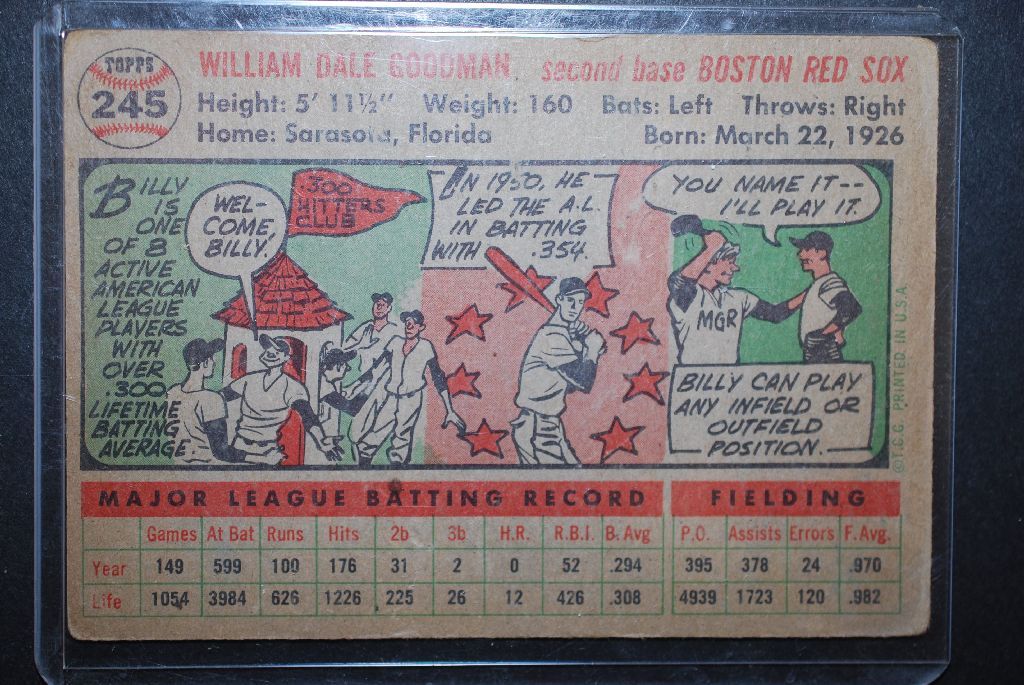 TOPPS
245
WILLIAM DALE GOODMAN, second base BOSTON RED SOX
Height: 5' 11½" Weight: 160 Bats: Left Throws: Right
Home: Sarasota, Florida Born: March 22, 1926
BILLY
IS
ONE
OF 8
ACTIVE
AMERICAN
LEAGUE
PLAYERS
WITH
OVER
.300
LIFETIME
BATTING
AVERAGE.
WEL-
COME,
BILLY!
.300
HITTERS
CLUB
IN 1950, HE
LED THE A.L.
IN BATTING
WITH .354.
YOU NAME IT--
I'LL PLAY IT.
MGR
BILLY CAN PLAY
ANY INFIELD OR
OUTFIELD
POSITION.
© T.C.G. PRINTED IN U.S.A.
MAJOR LEAGUE BATTING RECORD FIELDING
Games At Bat Runs Hits 2b 3b H.R. R.B.I. B. Avg P.O. Assists Errors F. Avg.
Year 149 599 100 176 31 2 0 52 .294 395 378 24 .970
Life 1054 3984 626 1226 225 26 12 426 .308 4939 1723 120 .982